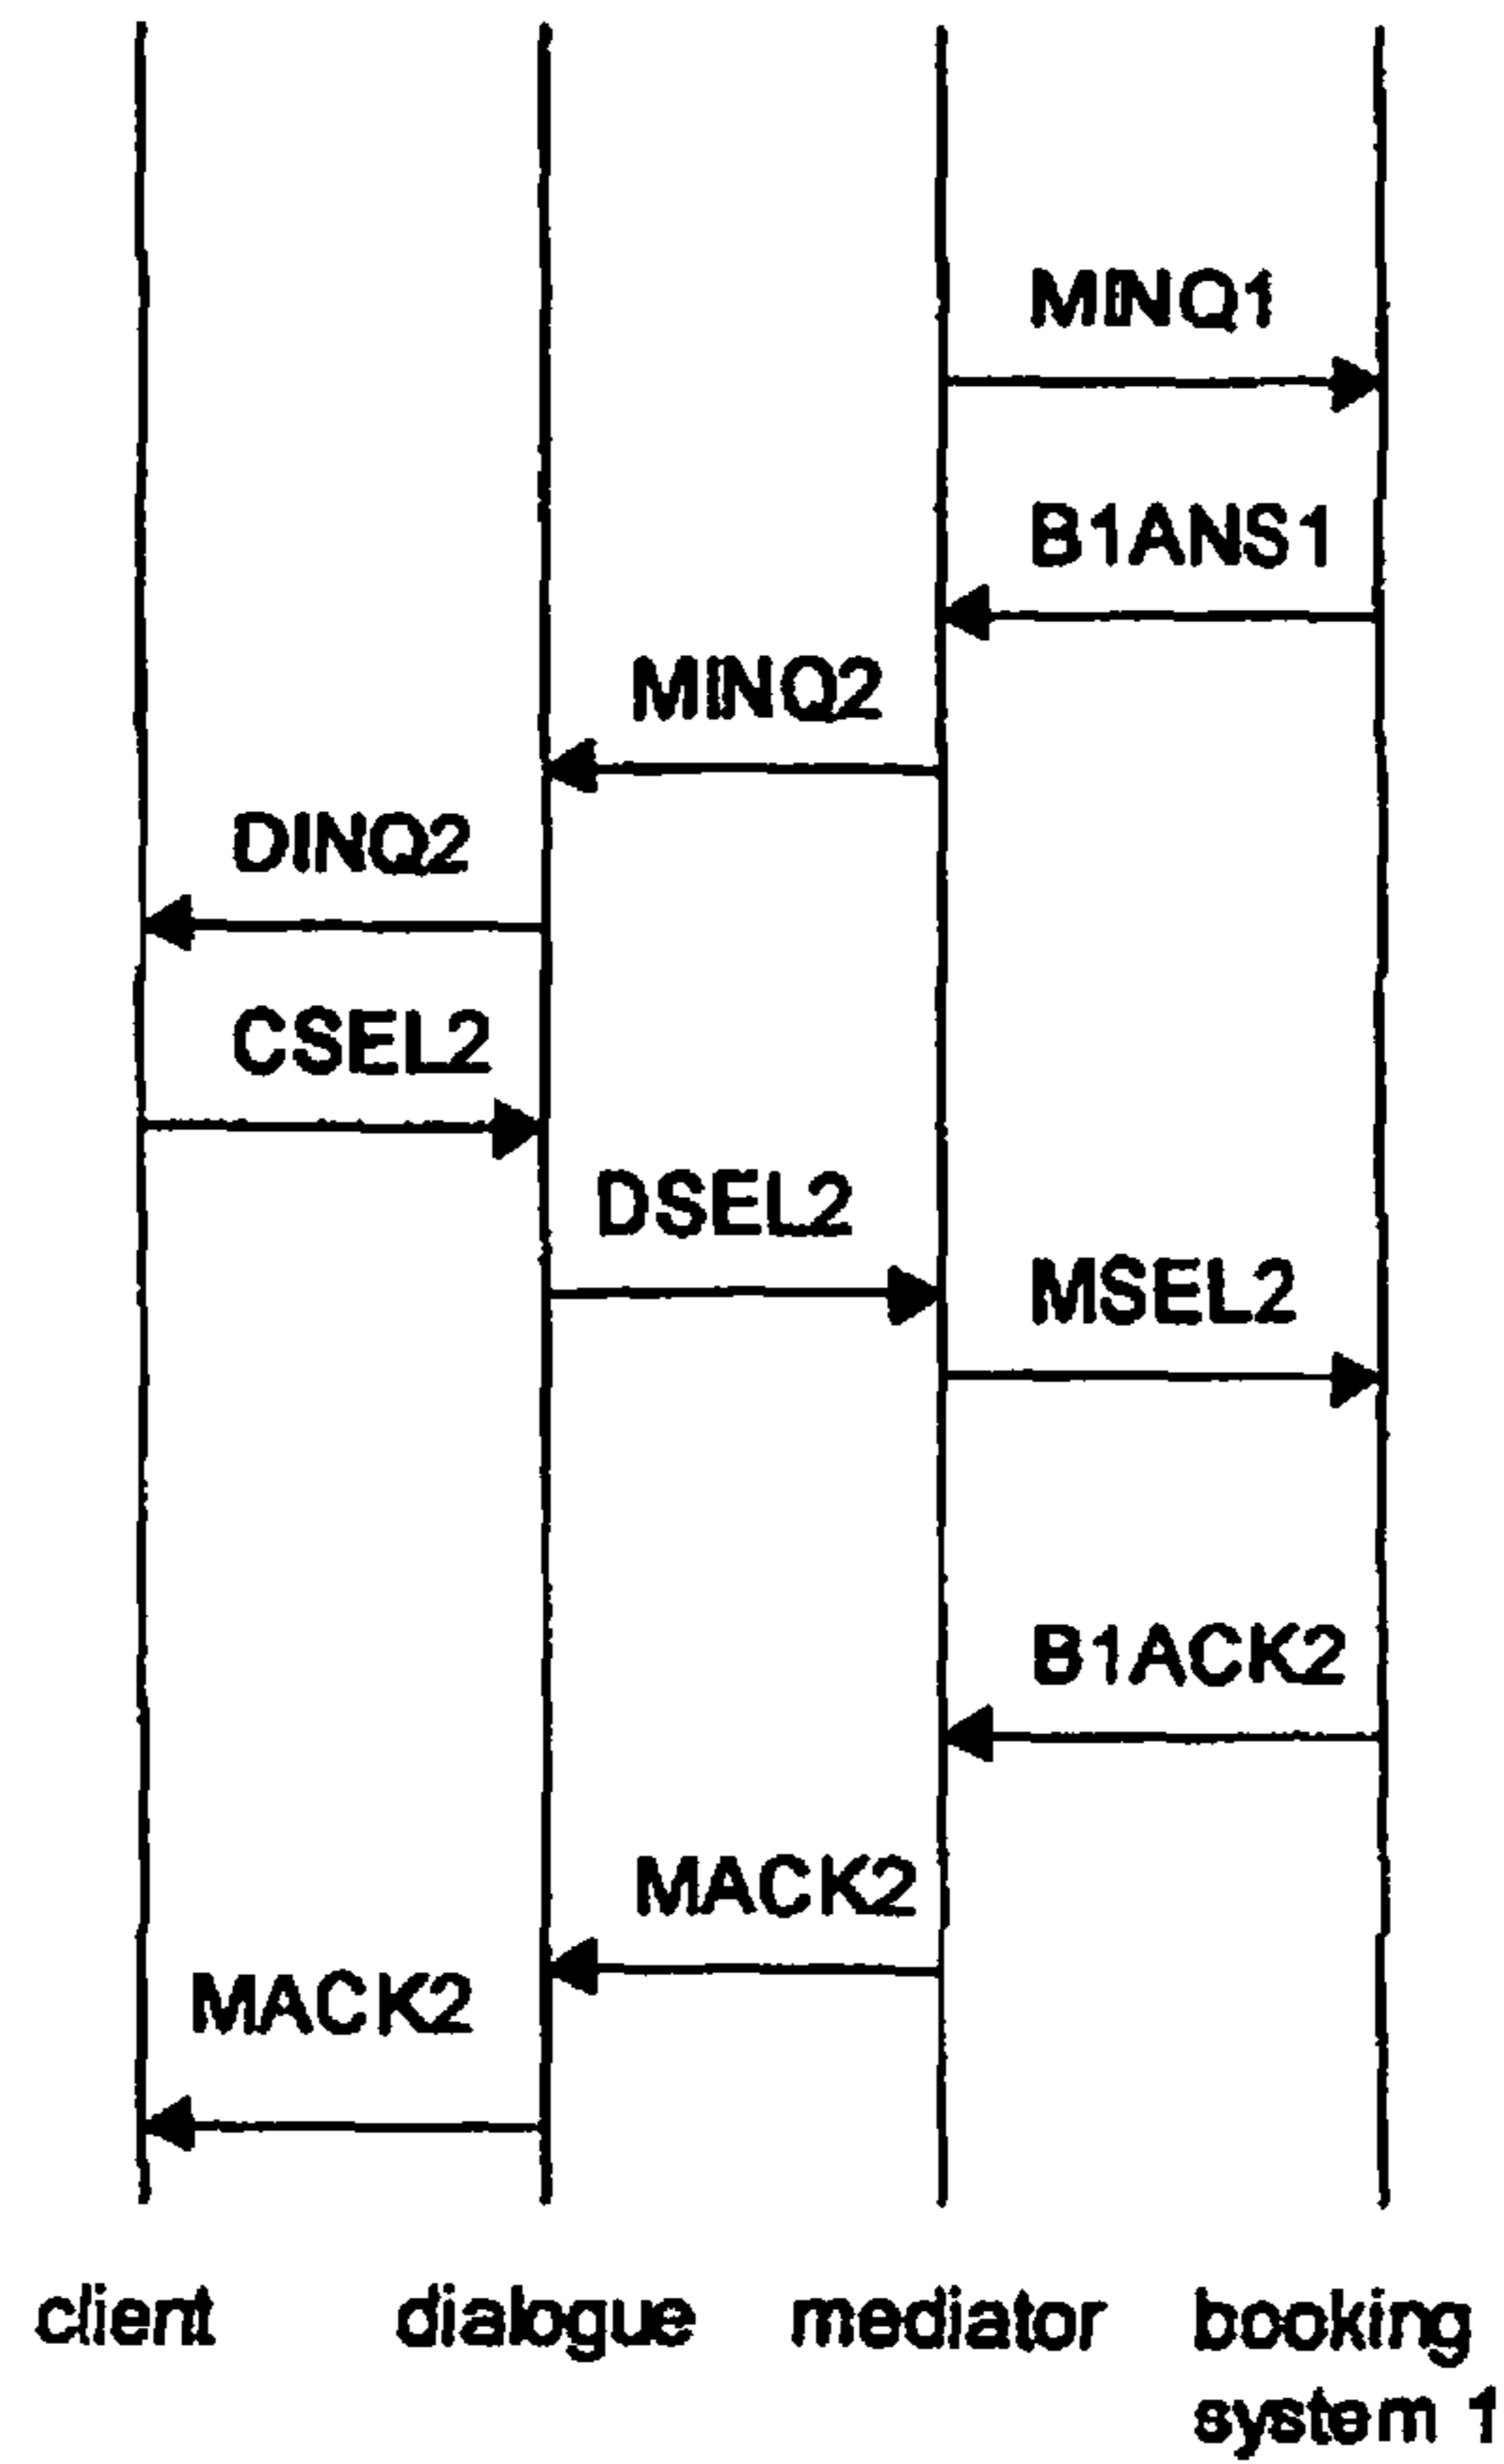 MINQ1
B1ANS1
MINQ2
DINQ2
CSEL2
DSEL2
MSEL2
B1ACK2
MACK2
MACK2
client dialogue mediator booking
system 1